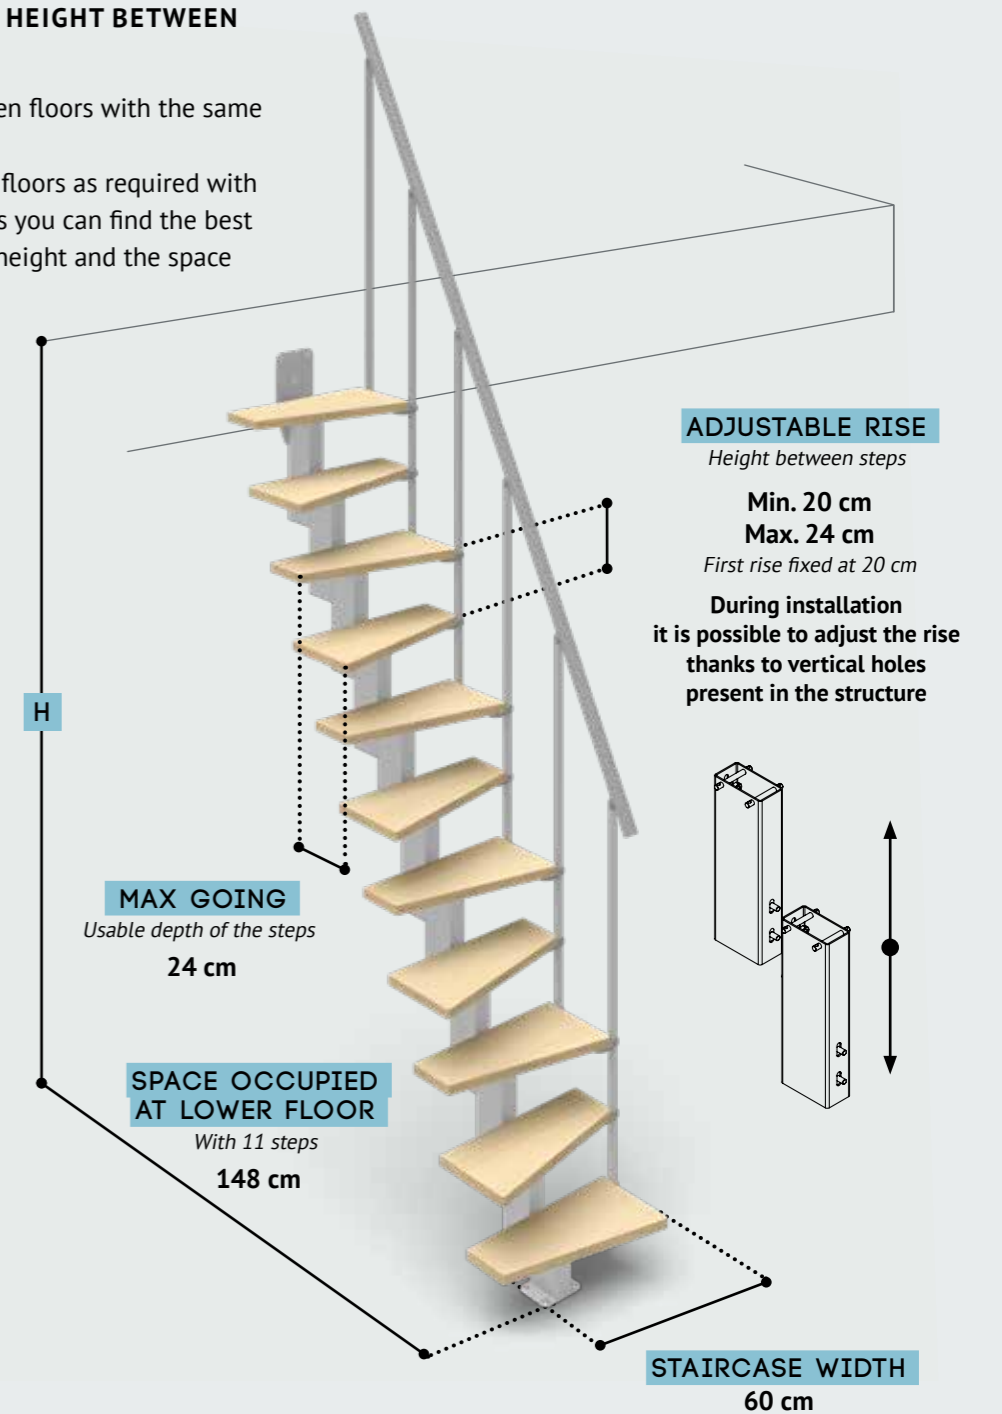 HEIGHT BETWEEN
en floors with the same
floors as required with
s you can find the best
height and the space
ADJUSTABLE RISE
Height between steps
Min. 20 cm
Max. 24 cm
First rise fixed at 20 cm
During installation
it is possible to adjust the rise
thanks to vertical holes
present in the structure
H
MAX GOING
Usable depth of the steps
24 cm
SPACE OCCUPIED
AT LOWER FLOOR
With 11 steps
148 cm
STAIRCASE WIDTH
60 cm